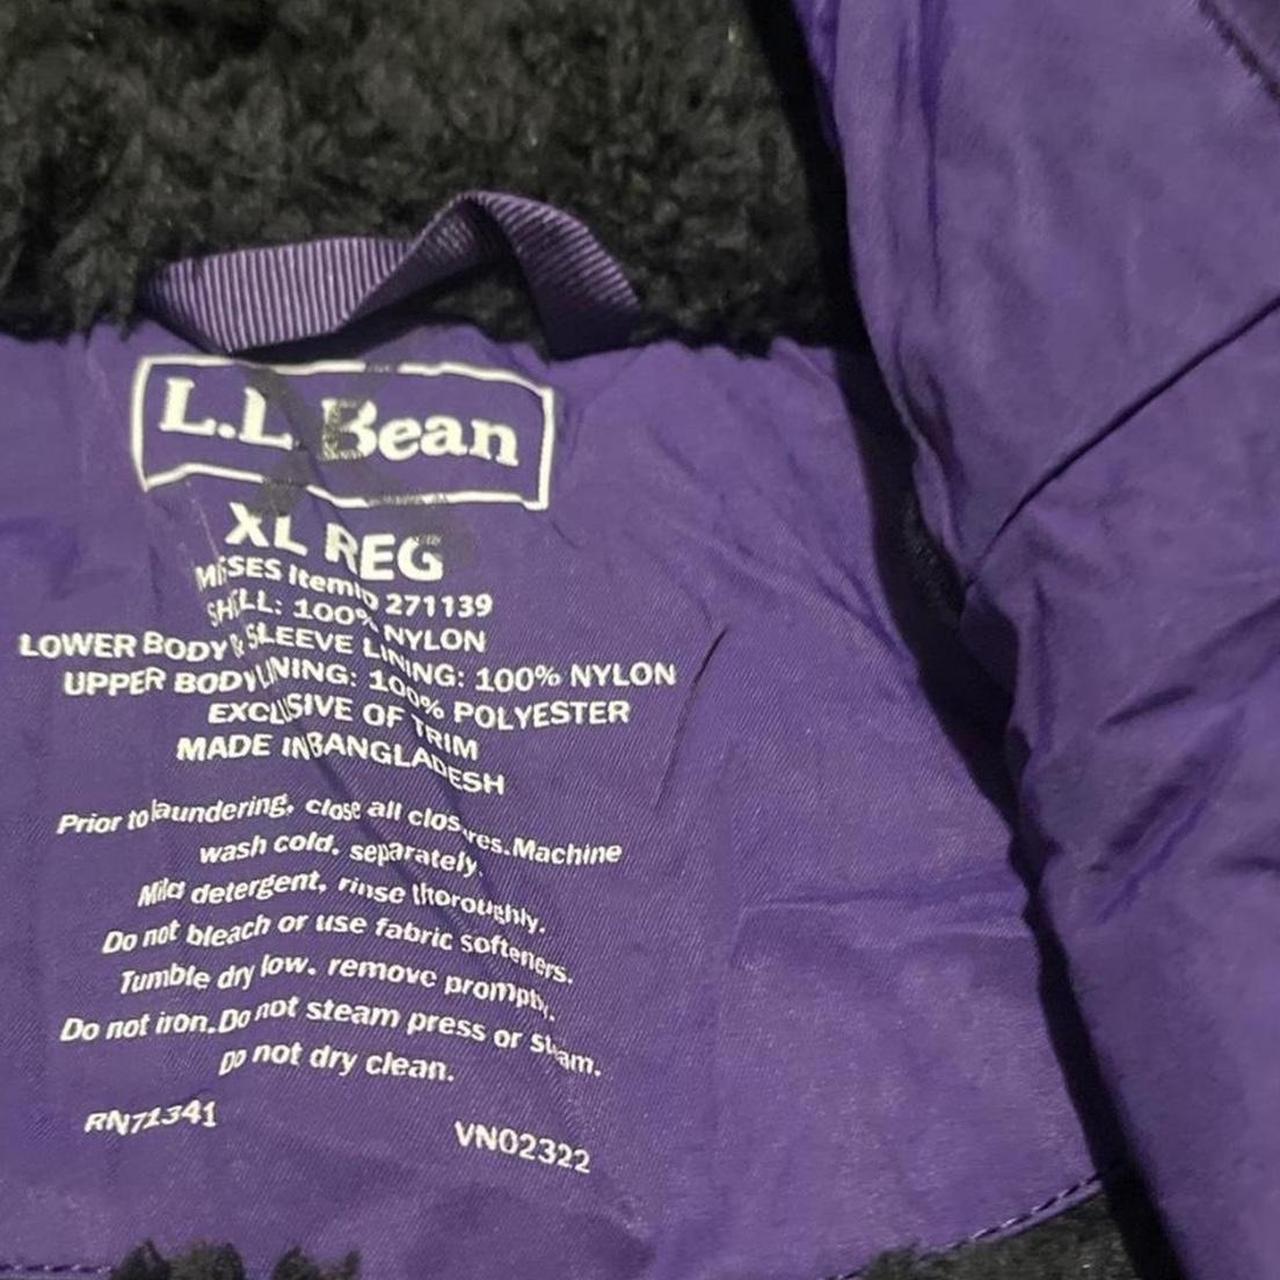 L.L.Bean
XL REG
MISSES ItemID 271139
SHELL: 100% NYLON
LOWER BODY & SLEEVE LINING: 100% NYLON
UPPER BODY LINING: 100% POLYESTER
EXCLUSIVE OF TRIM
MADE IN BANGLADESH
Prior to laundering, close all closures.Machine
wash cold. separately.
Mild detergent, rinse thoroughly.
Do not bleach or use fabric softeners.
Tumble dry low. remove promptly.
Do not iron.Do not steam press or steam.
Do not dry clean.
RN71341
VN02322